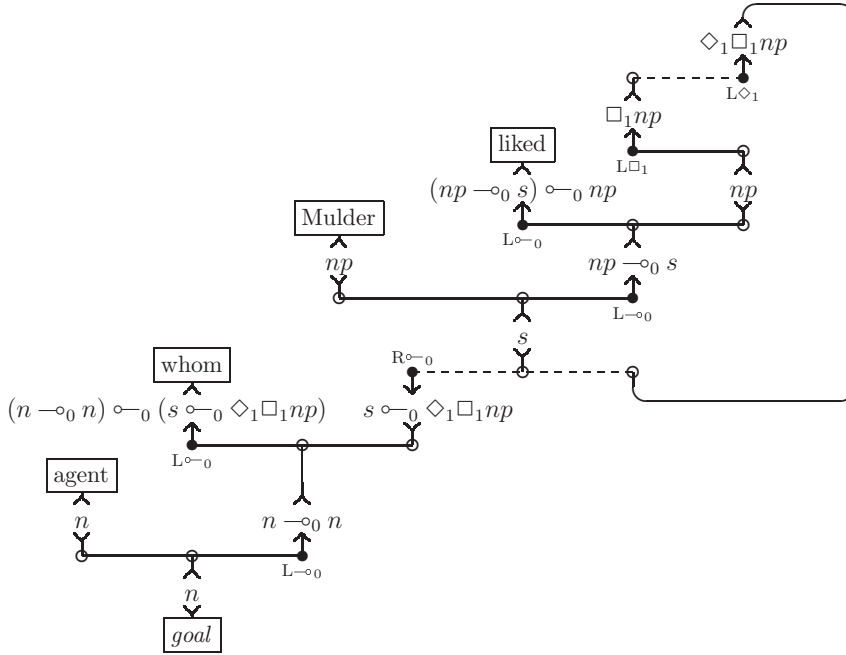 ◇₁□₁np
L◇₁
□₁np
liked
L□₁
(np ⊸₀ s) ⟜₀ np
np
Mulder
L⟜₀
np
np ⊸₀ s
L⊸₀
s
whom
R⟜₀
(n ⊸₀ n) ⟜₀ (s ⟜₀ ◇₁□₁np)
s ⟜₀ ◇₁□₁np
L⟜₀
agent
n
n ⊸₀ n
L⊸₀
n
goal